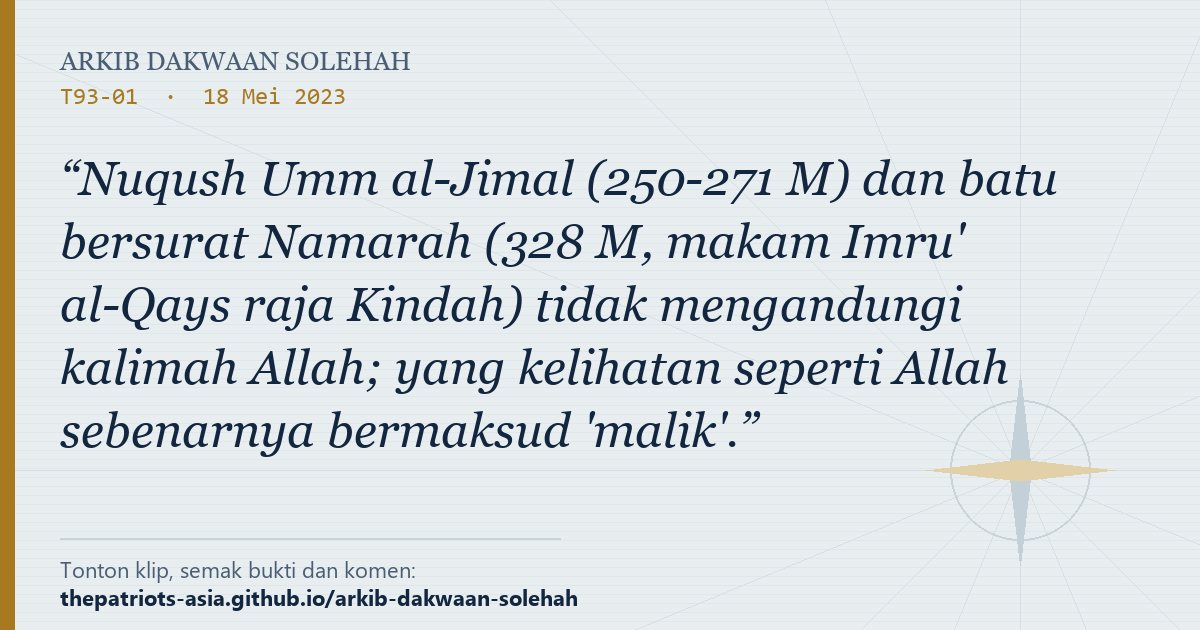 ARKIB DAKWAAN SOLEHAH
T93-01 · 18 Mei 2023
“Nuqush Umm al-Jimal (250-271 M) dan batu
bersurat Namarah (328 M, makam Imru'
al-Qays raja Kindah) tidak mengandungi
kalimah Allah; yang kelihatan seperti Allah
sebenarnya bermaksud 'malik'.”
Tonton klip, semak bukti dan komen:
thepatriots-asia.github.io/arkib-dakwaan-solehah